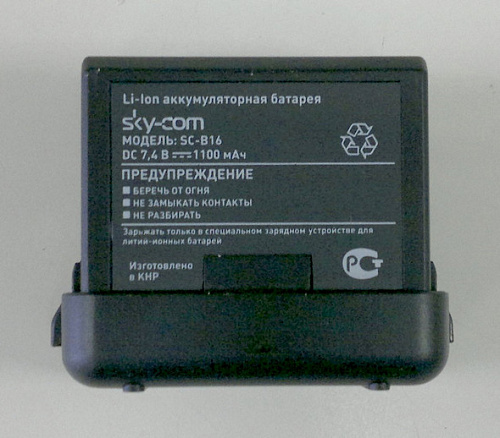 Li-Ion аккумуляторная батарея
sky-com
МОДЕЛЬ: SC-B16
DC 7,4 В 1100 мАч
ПРЕДУПРЕЖДЕНИЕ
БЕРЕЧЬ ОТ ОГНЯ
НЕ ЗАМЫКАТЬ КОНТАКТЫ
НЕ РАЗБИРАТЬ
Заряжать только в специальном зарядном устройстве для
литий-ионных батарей
Изготовлено
в КНР
РСТ